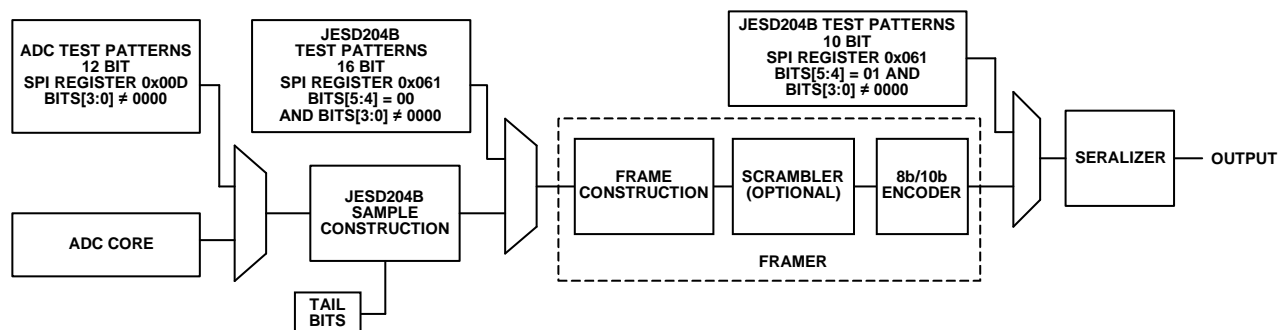 ADC TEST PATTERNS
12 BIT
SPI REGISTER 0x00D
BITS[3:0] ≠ 0000
JESD204B
TEST PATTERNS
16 BIT
SPI REGISTER 0x061
BITS[5:4] = 00
AND BITS[3:0] ≠ 0000
JESD204B TEST PATTERNS
10 BIT
SPI REGISTER 0x061
BITS[5:4] = 01 AND
BITS[3:0] ≠ 0000
ADC CORE
JESD204B
SAMPLE
CONSTRUCTION
TAIL
BITS
FRAME
CONSTRUCTION
SCRAMBLER
(OPTIONAL)
8b/10b
ENCODER
FRAMER
SERALIZER
OUTPUT